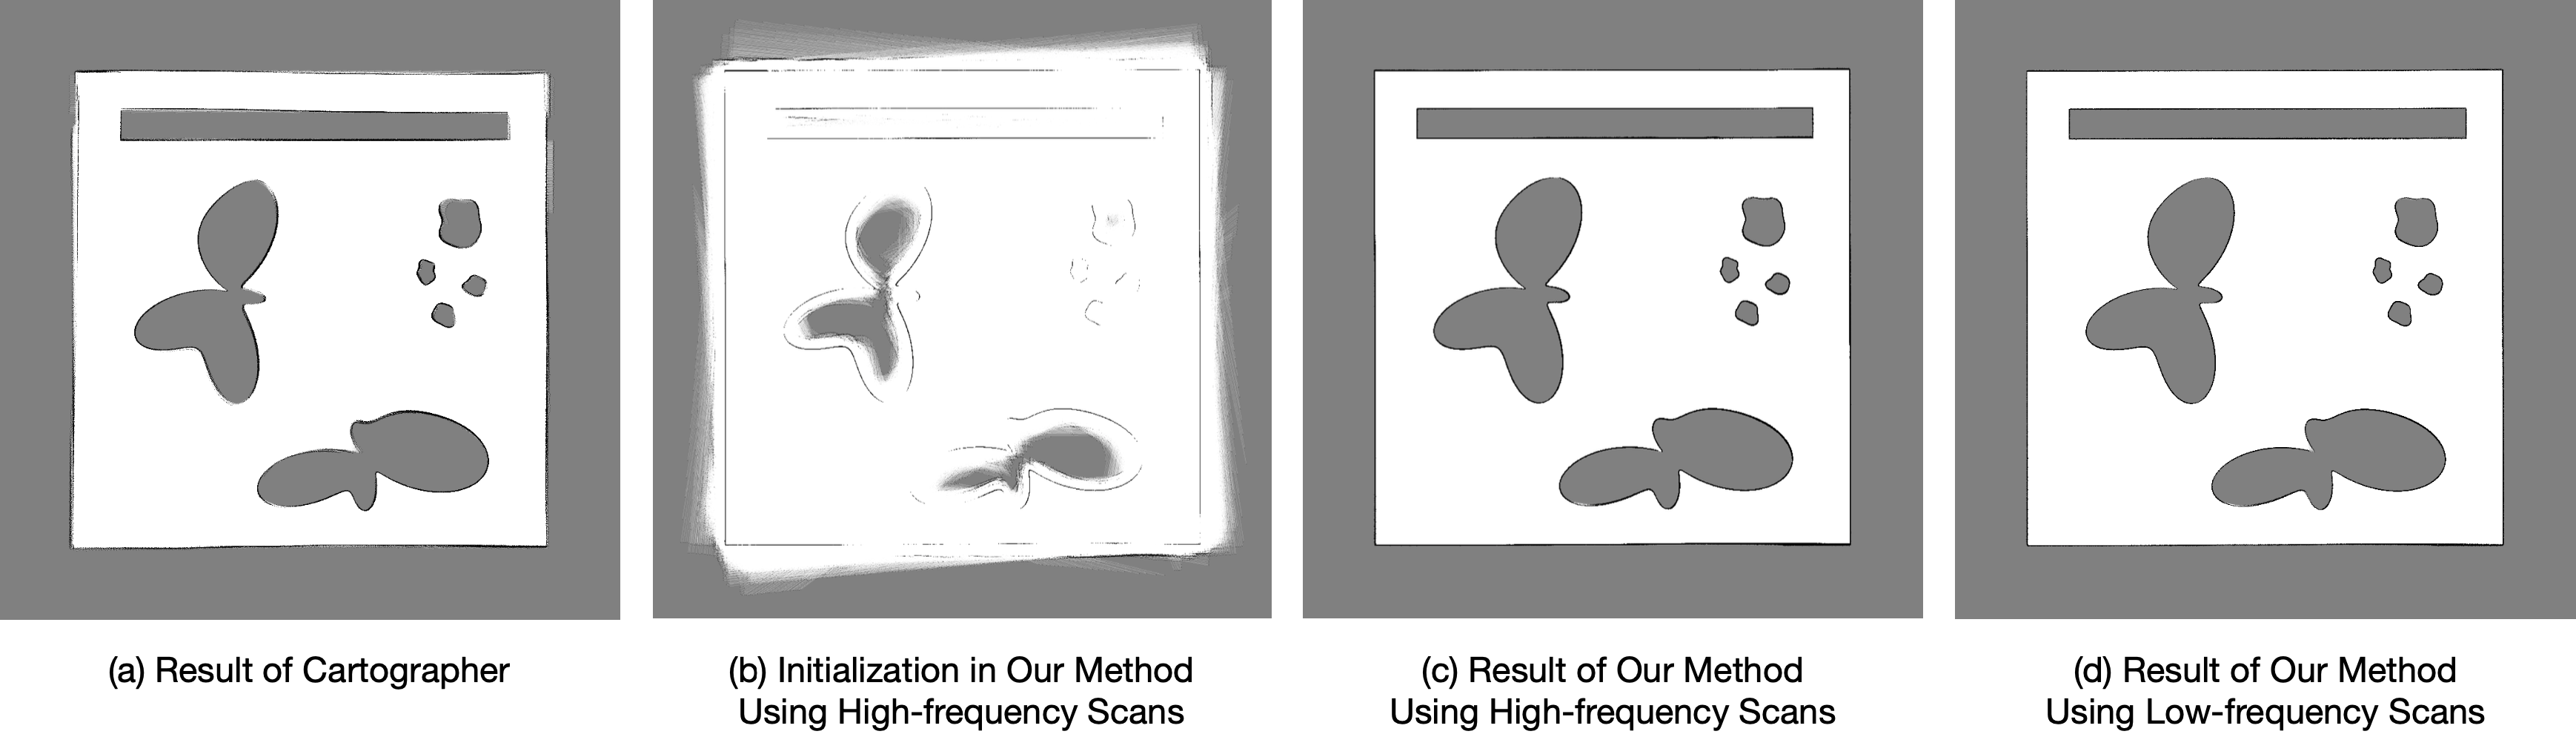 (a) Result of Cartographer
(b) Initialization in Our Method
Using High-frequency Scans
(c) Result of Our Method
Using High-frequency Scans
(d) Result of Our Method
Using Low-frequency Scans